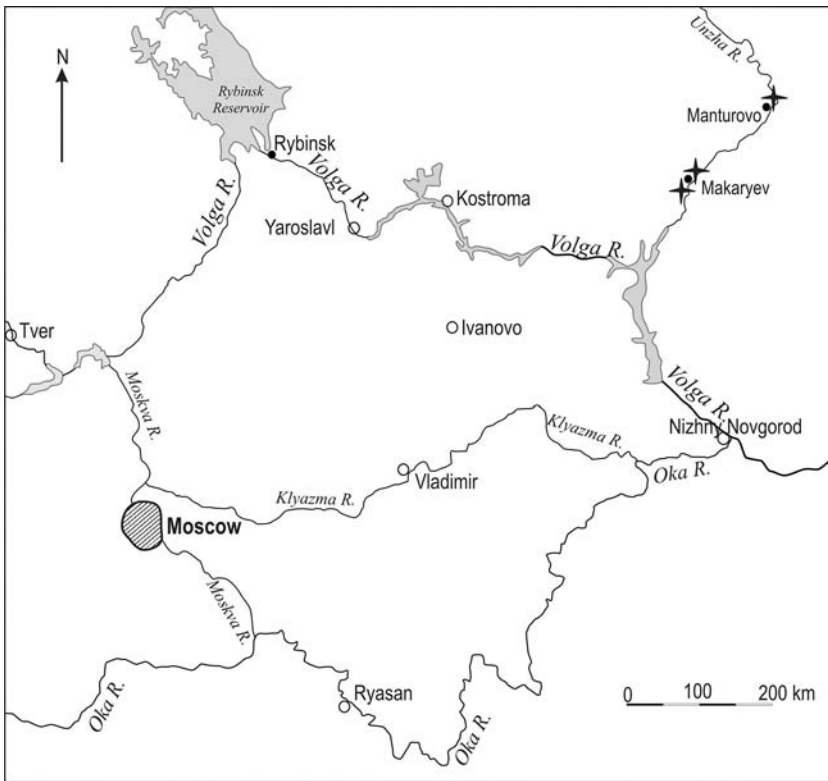 Unzha R.
N
Rybinsk
Reservoir
Manturovo
Rybinsk
Volga R.
Makaryev
Volga R.
Kostroma
Yaroslavl
Volga R.
Tver
Ivanovo
Moskva R.
Volga R.
Nizhny Novgorod
Klyazma R.
Oka R.
Vladimir
Klyazma R.
Moscow
Moskva R.
Oka R.
Ryasan
Oka R.
0 100 200 km